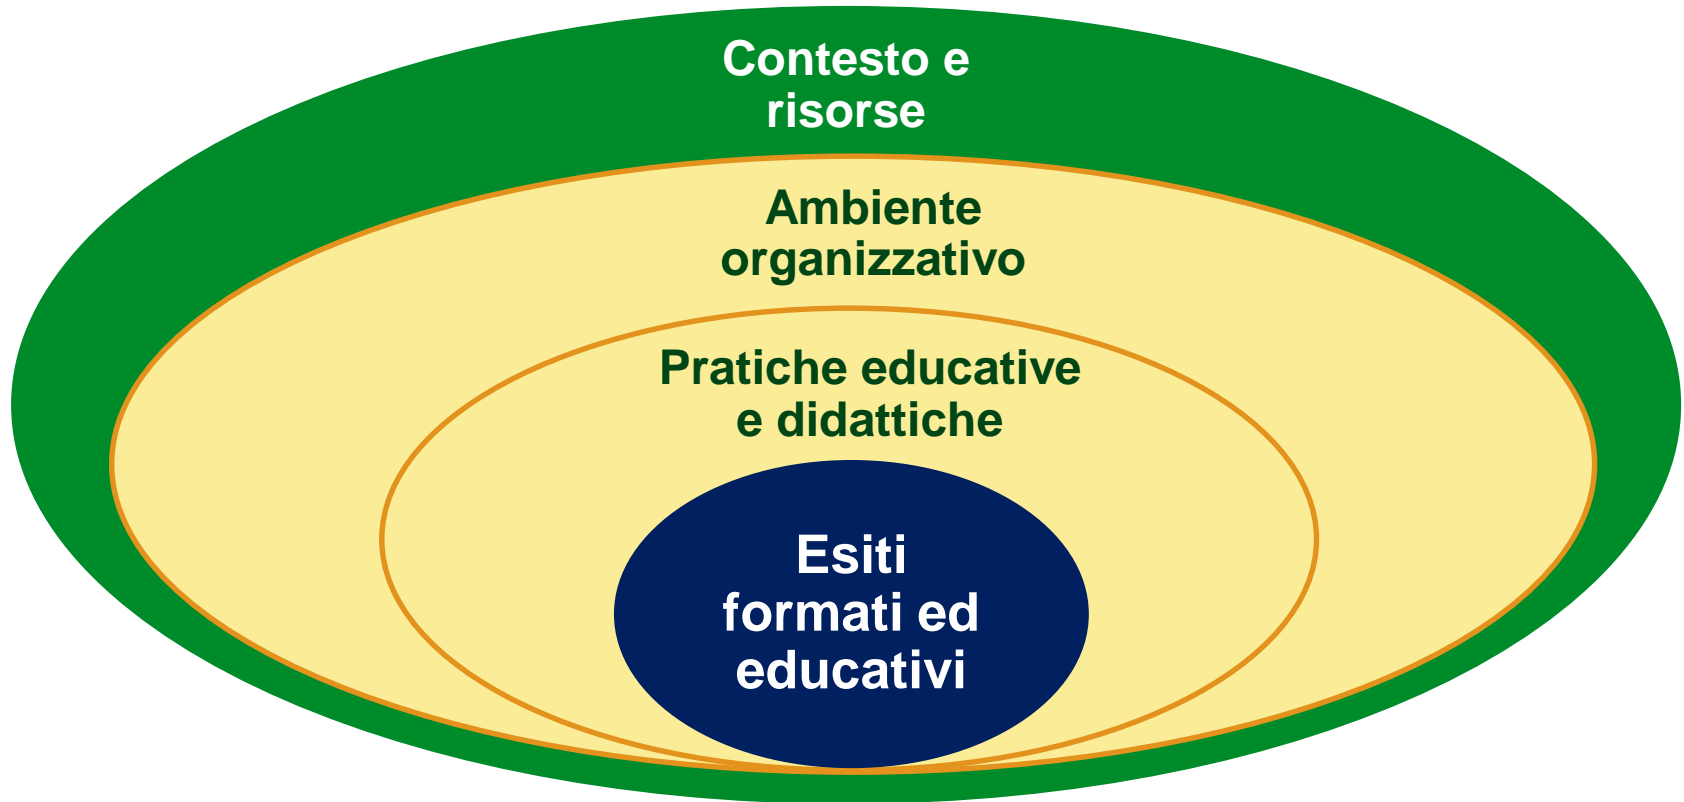 Contesto e
risorse
Ambiente
organizzativo
Pratiche educative
e didattiche
Esiti
formati ed
educativi